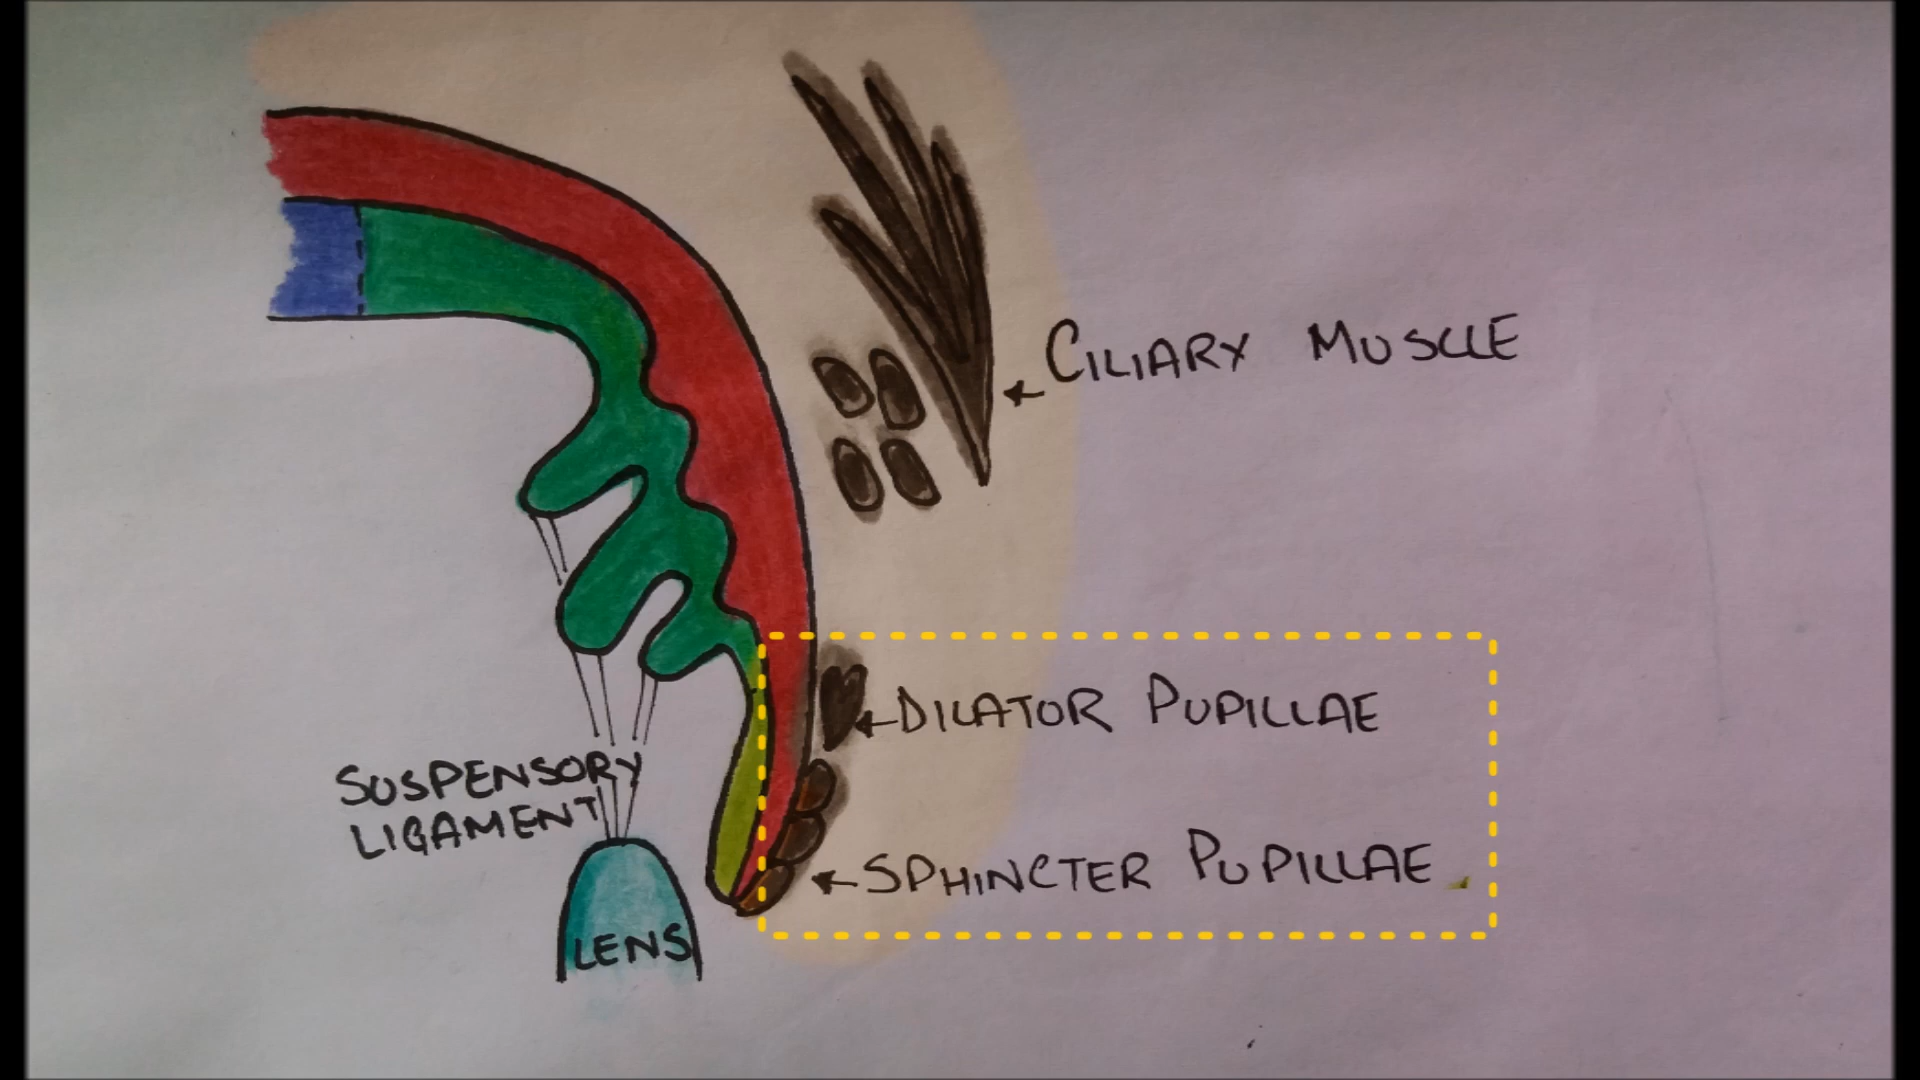 CILIARY MUSCLE
DILATOR PUPILLAE
SUSPENSORY
LIGAMENT
SPHINCTER PUPILLAE
LENS